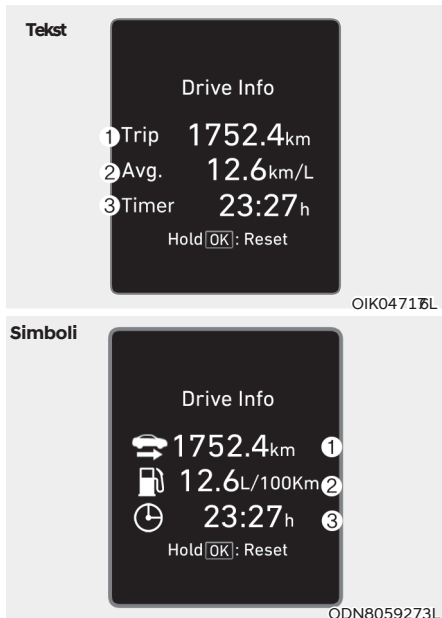 Tekst
Drive Info
① Trip 1752.4km
② Avg. 12.6km/L
③ Timer 23:27h
Hold OK : Reset
Simboli
Drive Info
1752.4km ①
12.6L/100Km ②
23:27h ③
Hold OK : Reset
ODN8059273L